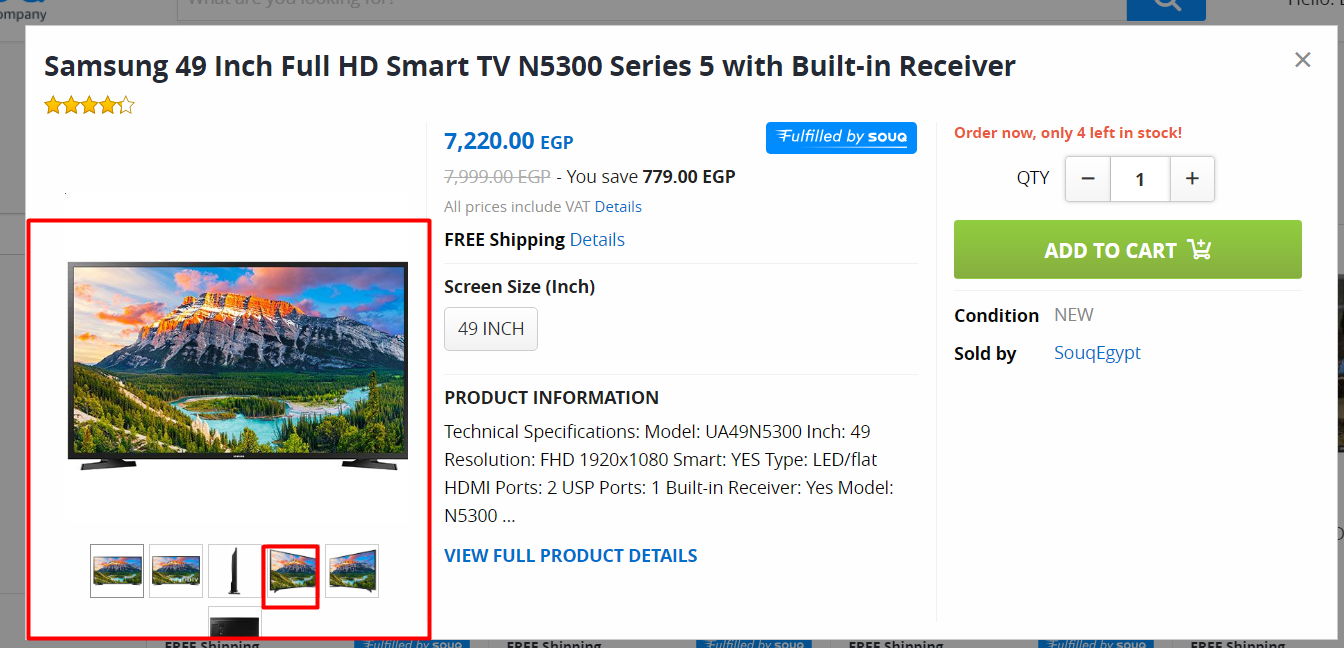 ompany
What are you looking for?
Hello.
Samsung 49 Inch Full HD Smart TV N5300 Series 5 with Built-in Receiver
7,220.00 EGP
Fulfilled by souq
7,999.00 EGP - You save 779.00 EGP
All prices include VAT Details
FREE Shipping Details
Screen Size (Inch)
49 INCH
PRODUCT INFORMATION
Technical Specifications: Model: UA49N5300 Inch: 49
Resolution: FHD 1920x1080 Smart: YES Type: LED/flat
HDMI Ports: 2 USP Ports: 1 Built-in Receiver: Yes Model:
N5300 ...
VIEW FULL PRODUCT DETAILS
Order now, only 4 left in stock!
QTY − 1 +
ADD TO CART
Condition NEW
Sold by SouqEgypt
SAMSUNG
FREE Shipping Fulfilled by souq FREE Shipping Fulfilled by souq FREE Shipping Fulfilled by souq FREE Shipping